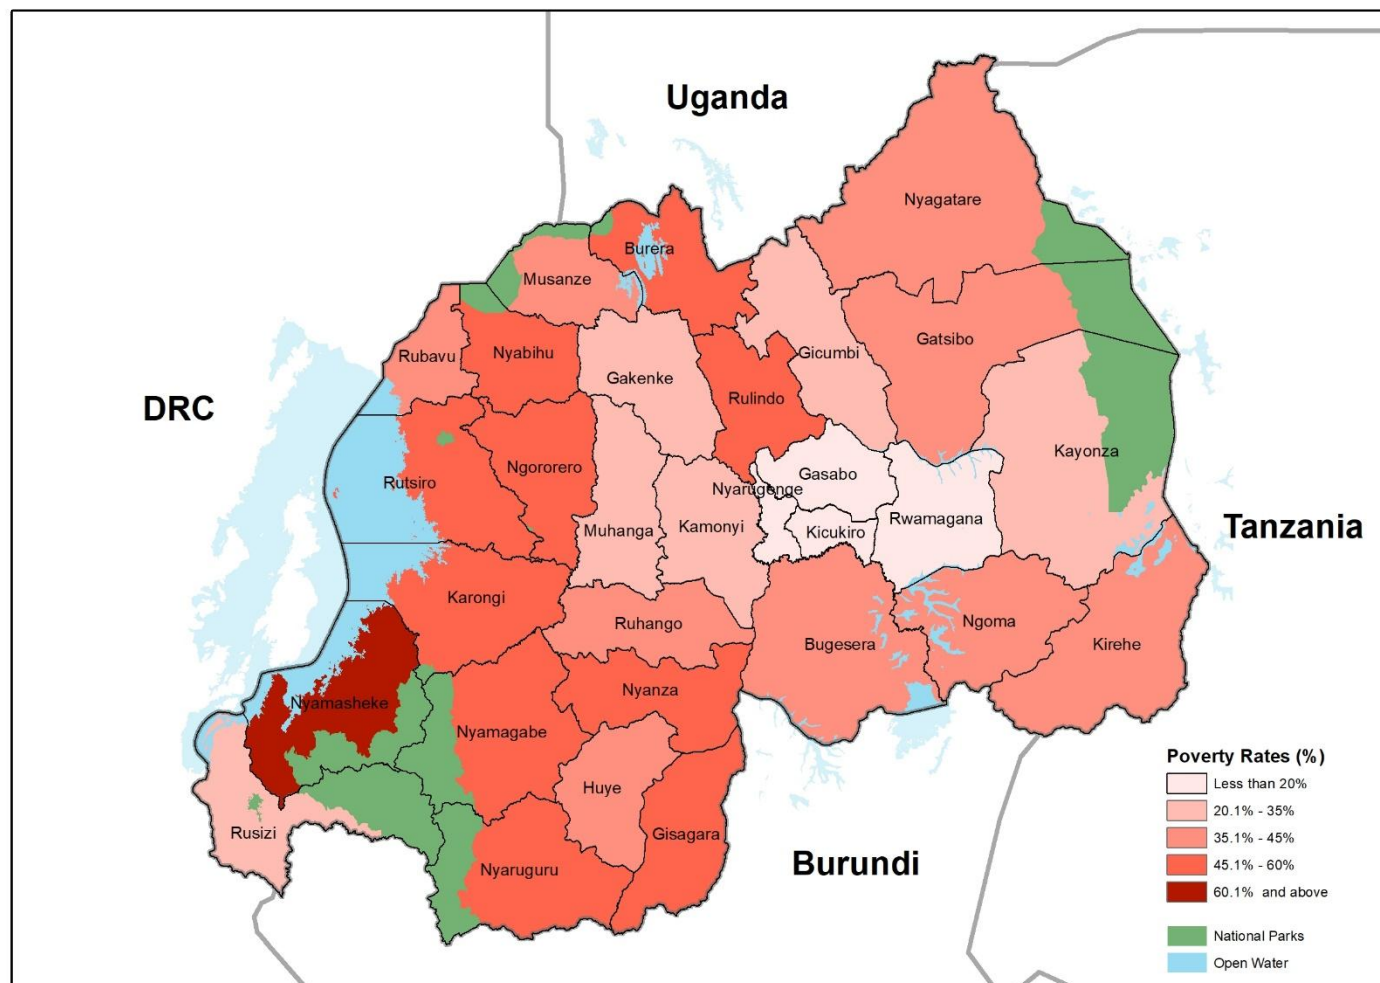 Uganda
Nyagatare
Burera
Musanze
Gatsibo
Rubavu
Nyabihu
Gicumbi
Gakenke
Rulindo
DRC
Kayonza
Ngororero
Gasabo
Rutsiro
Nyarugenge
Rwamagana
Tanzania
Muhanga
Kamonyi
Kicukiro
Karongi
Ruhango
Ngoma
Bugesera
Kirehe
Nyanza
Nyamasheke
Nyamagabe
Huye
Rusizi
Gisagara
Nyaruguru
Burundi
Poverty Rates (%)
Less than 20%
20.1% - 35%
35.1% - 45%
45.1% - 60%
60.1% and above
National Parks
Open Water